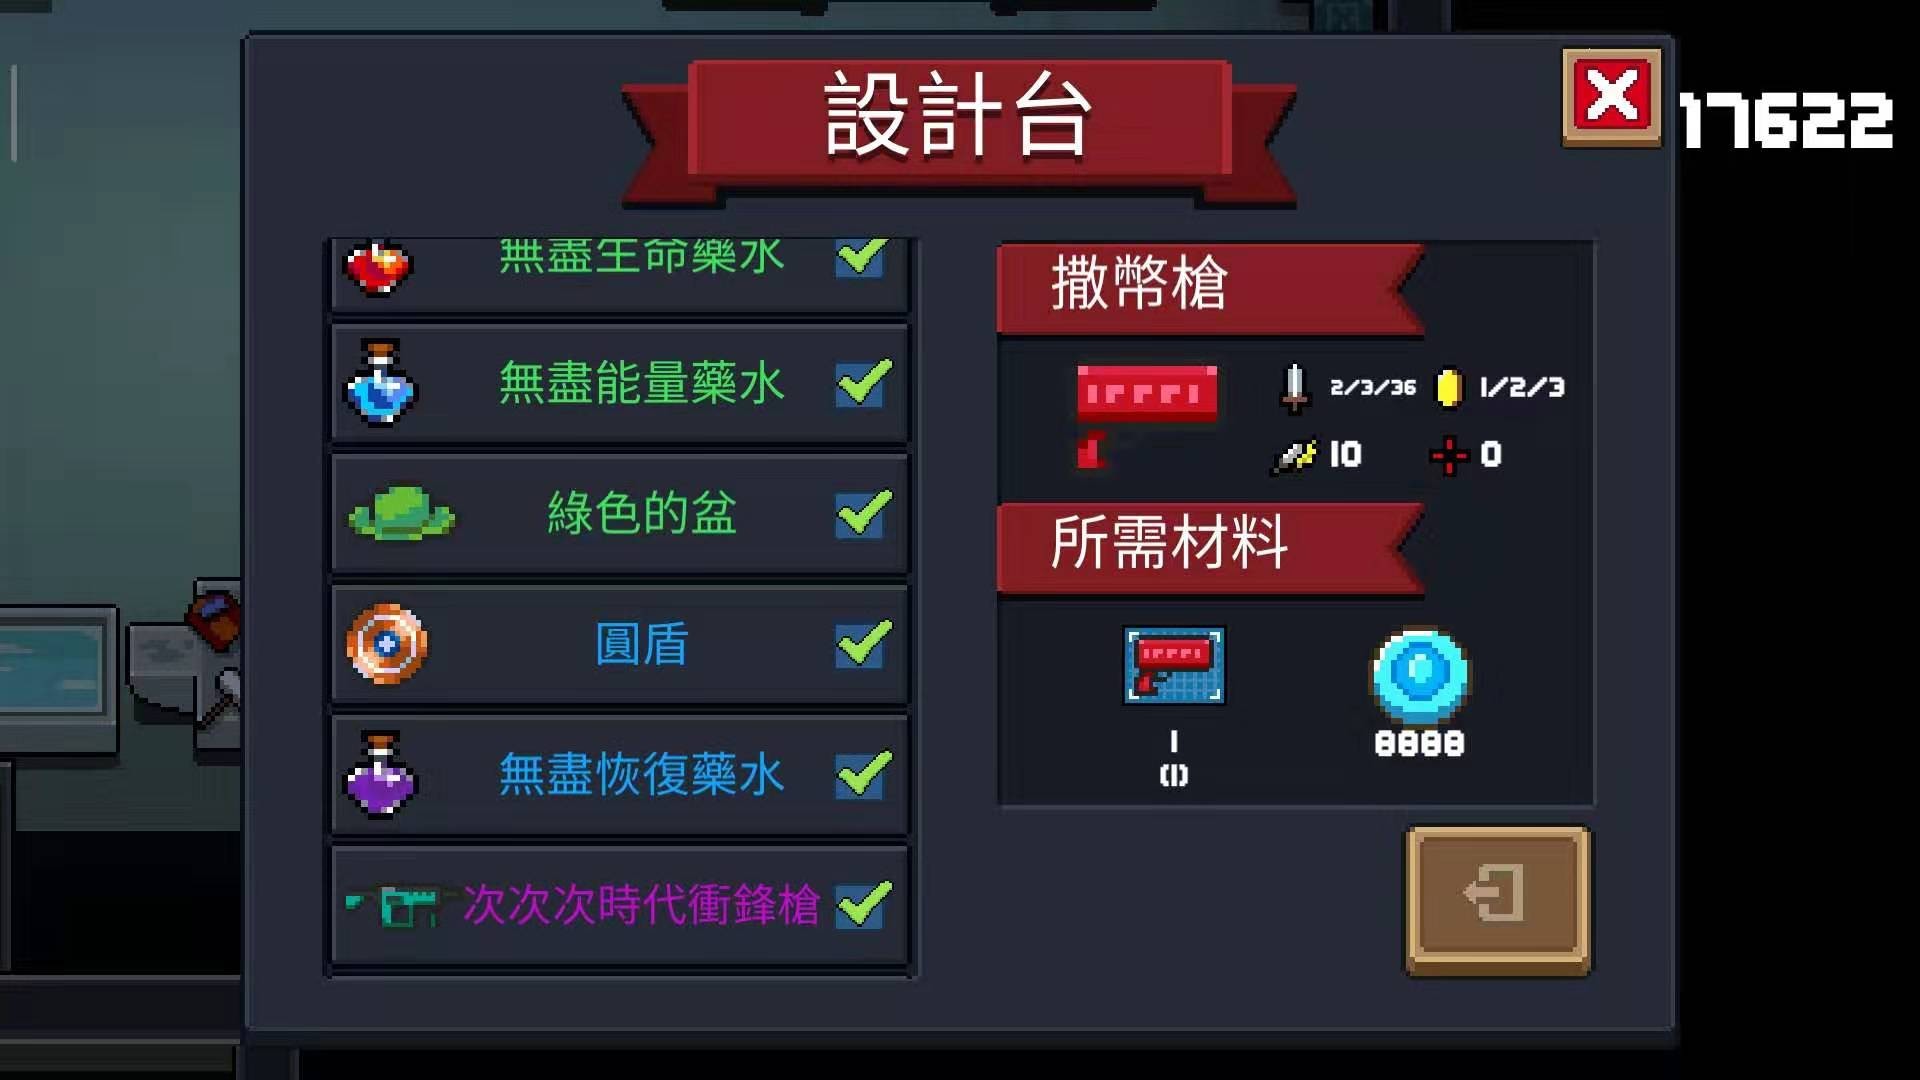 設計台
17622
無盡生命藥水
無盡能量藥水
綠色的盆
圓盾
無盡恢復藥水
次次次時代衝鋒槍
撒幣槍
2/3/36
1/2/3
10
0
所需材料
1
(1)
8888